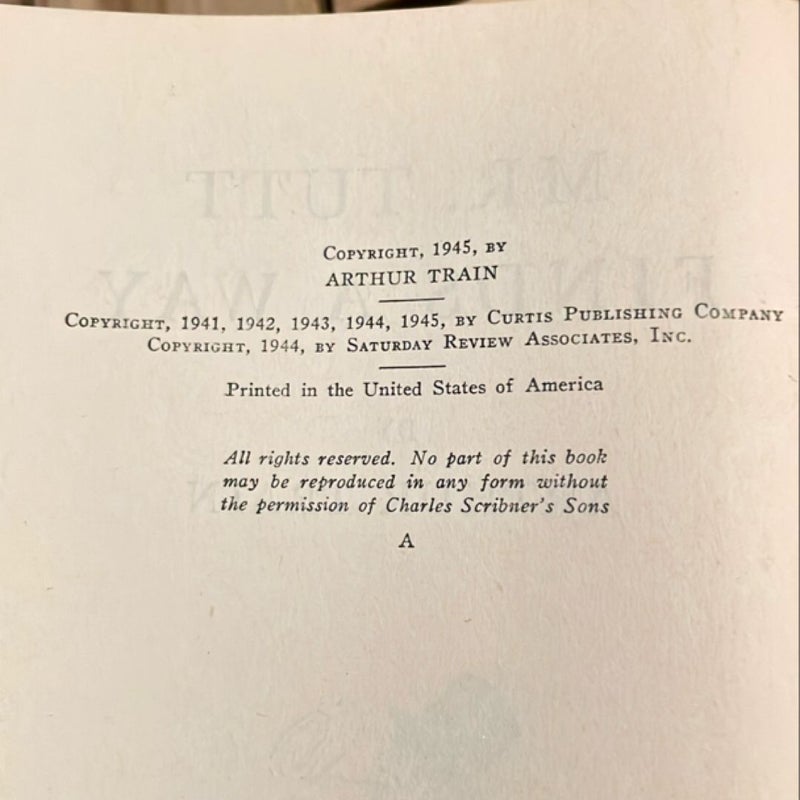 COPYRIGHT, 1945, BY
ARTHUR TRAIN
COPYRIGHT, 1941, 1942, 1943, 1944, 1945, BY CURTIS PUBLISHING COMPANY
COPYRIGHT, 1944, BY SATURDAY REVIEW ASSOCIATES, INC.
Printed in the United States of America
All rights reserved. No part of this book
may be reproduced in any form without
the permission of Charles Scribner's Sons
A